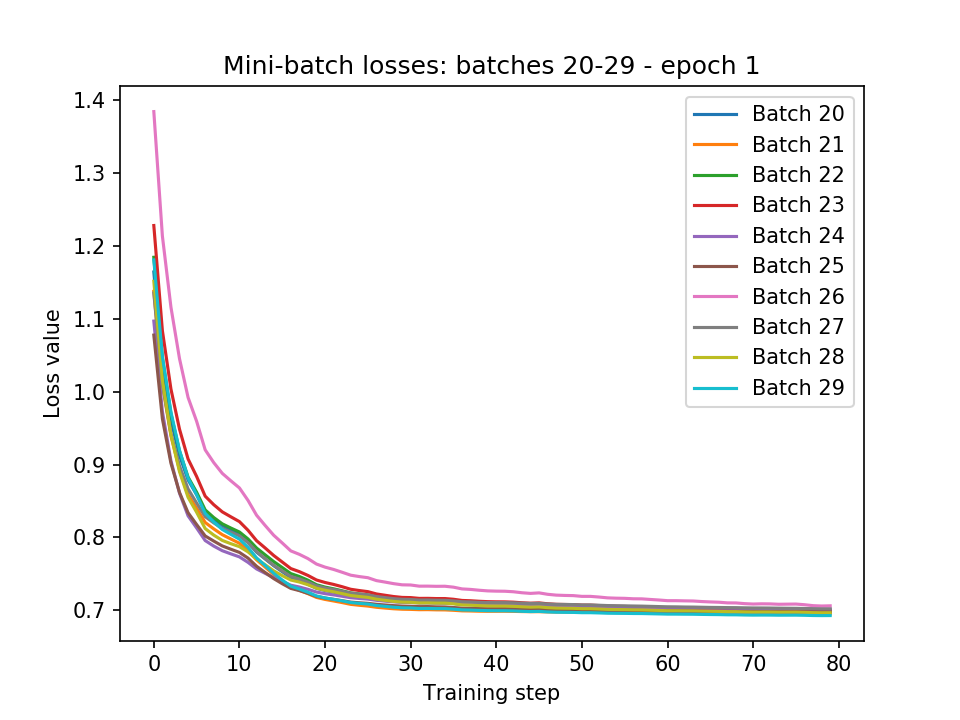 Mini-batch losses: batches 20-29 - epoch 1
Loss value
1.4
1.3
1.2
1.1
1.0
0.9
0.8
0.7
Batch 20
Batch 21
Batch 22
Batch 23
Batch 24
Batch 25
Batch 26
Batch 27
Batch 28
Batch 29
0 10 20 30 40 50 60 70 80
Training step